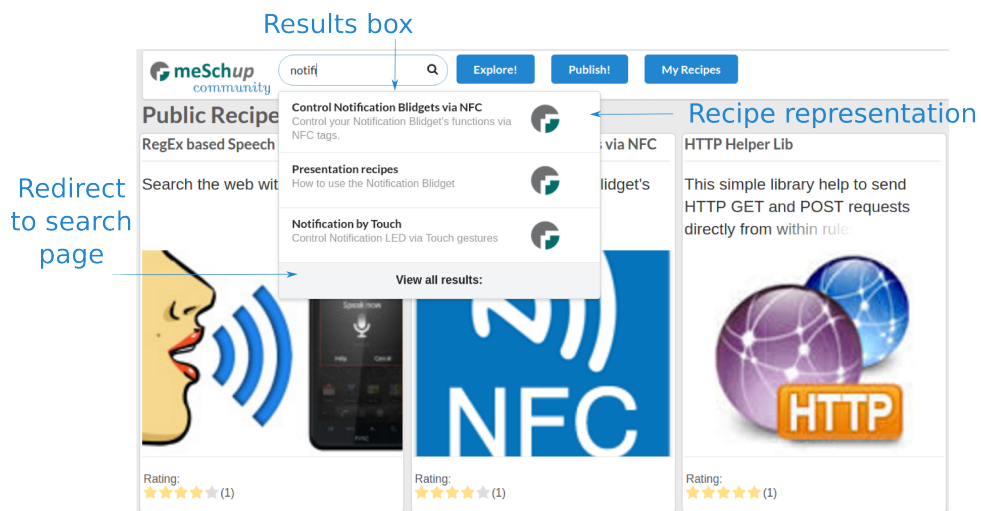 Results box
meSchup
community
notifi
Explore!
Publish!
My Recipes
Public Recipe
Control Notification Blidgets via NFC
Control your Notification Blidget's functions via
NFC tags.
Presentation recipes
How to use the Notification Blidget
Notification by Touch
Control Notification LED via Touch gestures
View all results:
Recipe representation
Redirect
to search
page
RegEx based Speech
Search the web wit
Speak now
Help
Cancel
Rating:
(1)
s via NFC
lidget's
NFC
Rating:
(1)
HTTP Helper Lib
This simple library help to send
HTTP GET and POST requests
directly from within rule
HTTP
Rating:
(1)